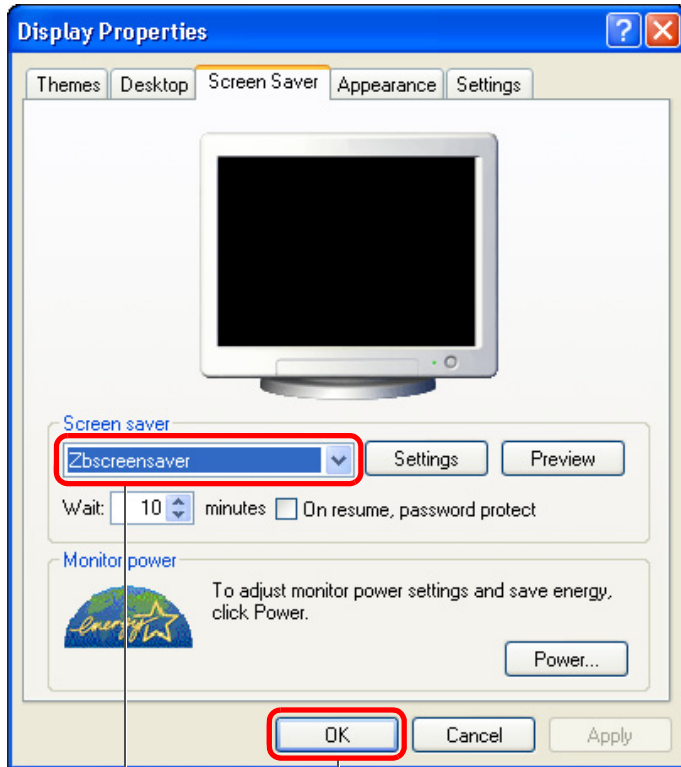 Display Properties
Themes Desktop Screen Saver Appearance Settings
Screen saver
Zbscreensaver Settings Preview
Wait: 10 minutes On resume, password protect
Monitor power
energy To adjust monitor power settings and save energy,
click Power.
Power...
OK Cancel Apply